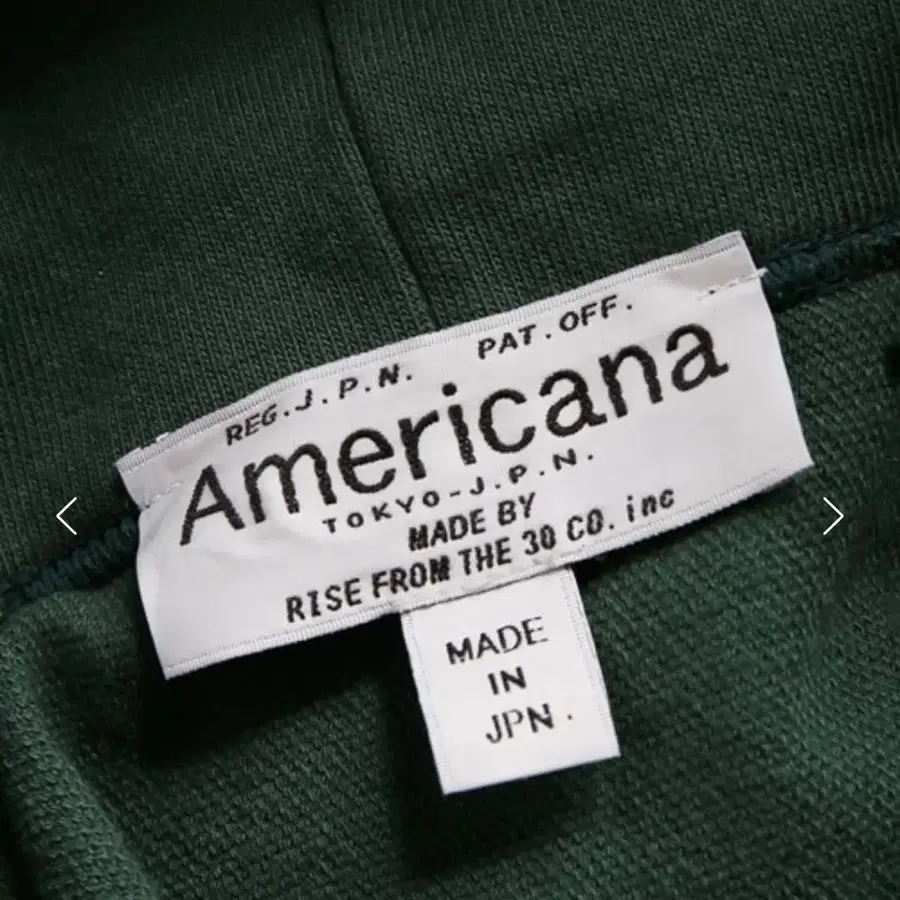 REG.J.P.N. PAT.OFF.
Americana
TOKYO-J.P.N.
MADE BY
RISE FROM THE 30 CO. inc
MADE
IN
JPN.